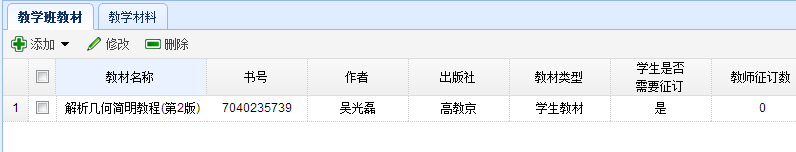 教学班教材 教学材料
添加 修改 删除
教材名称 书号 作者 出版社 教材类型 学生是否需要征订 教师征订数
1 解析几何简明教程(第2版) 7040235739 吴光磊 高教京 学生教材 是 0